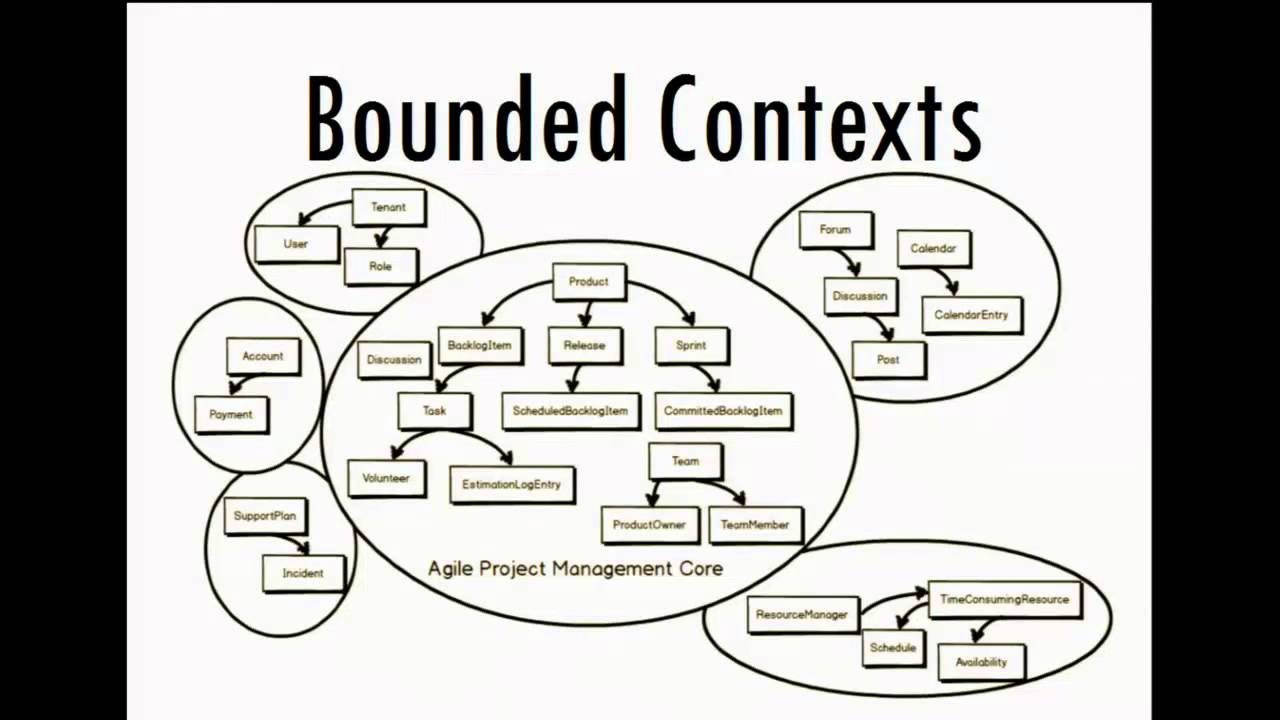 Bounded Contexts
Tenant
User
Role
Account
Payment
SupportPlan
Incident
Product
BacklogItem
Release
Sprint
Discussion
Task
ScheduledBacklogItem
CommittedBacklogItem
Volunteer
EstimationLogEntry
Team
ProductOwner
TeamMember
Agile Project Management Core
Forum
Calendar
Discussion
CalendarEntry
Post
ResourceManager
TimeConsumingResource
Schedule
Availability